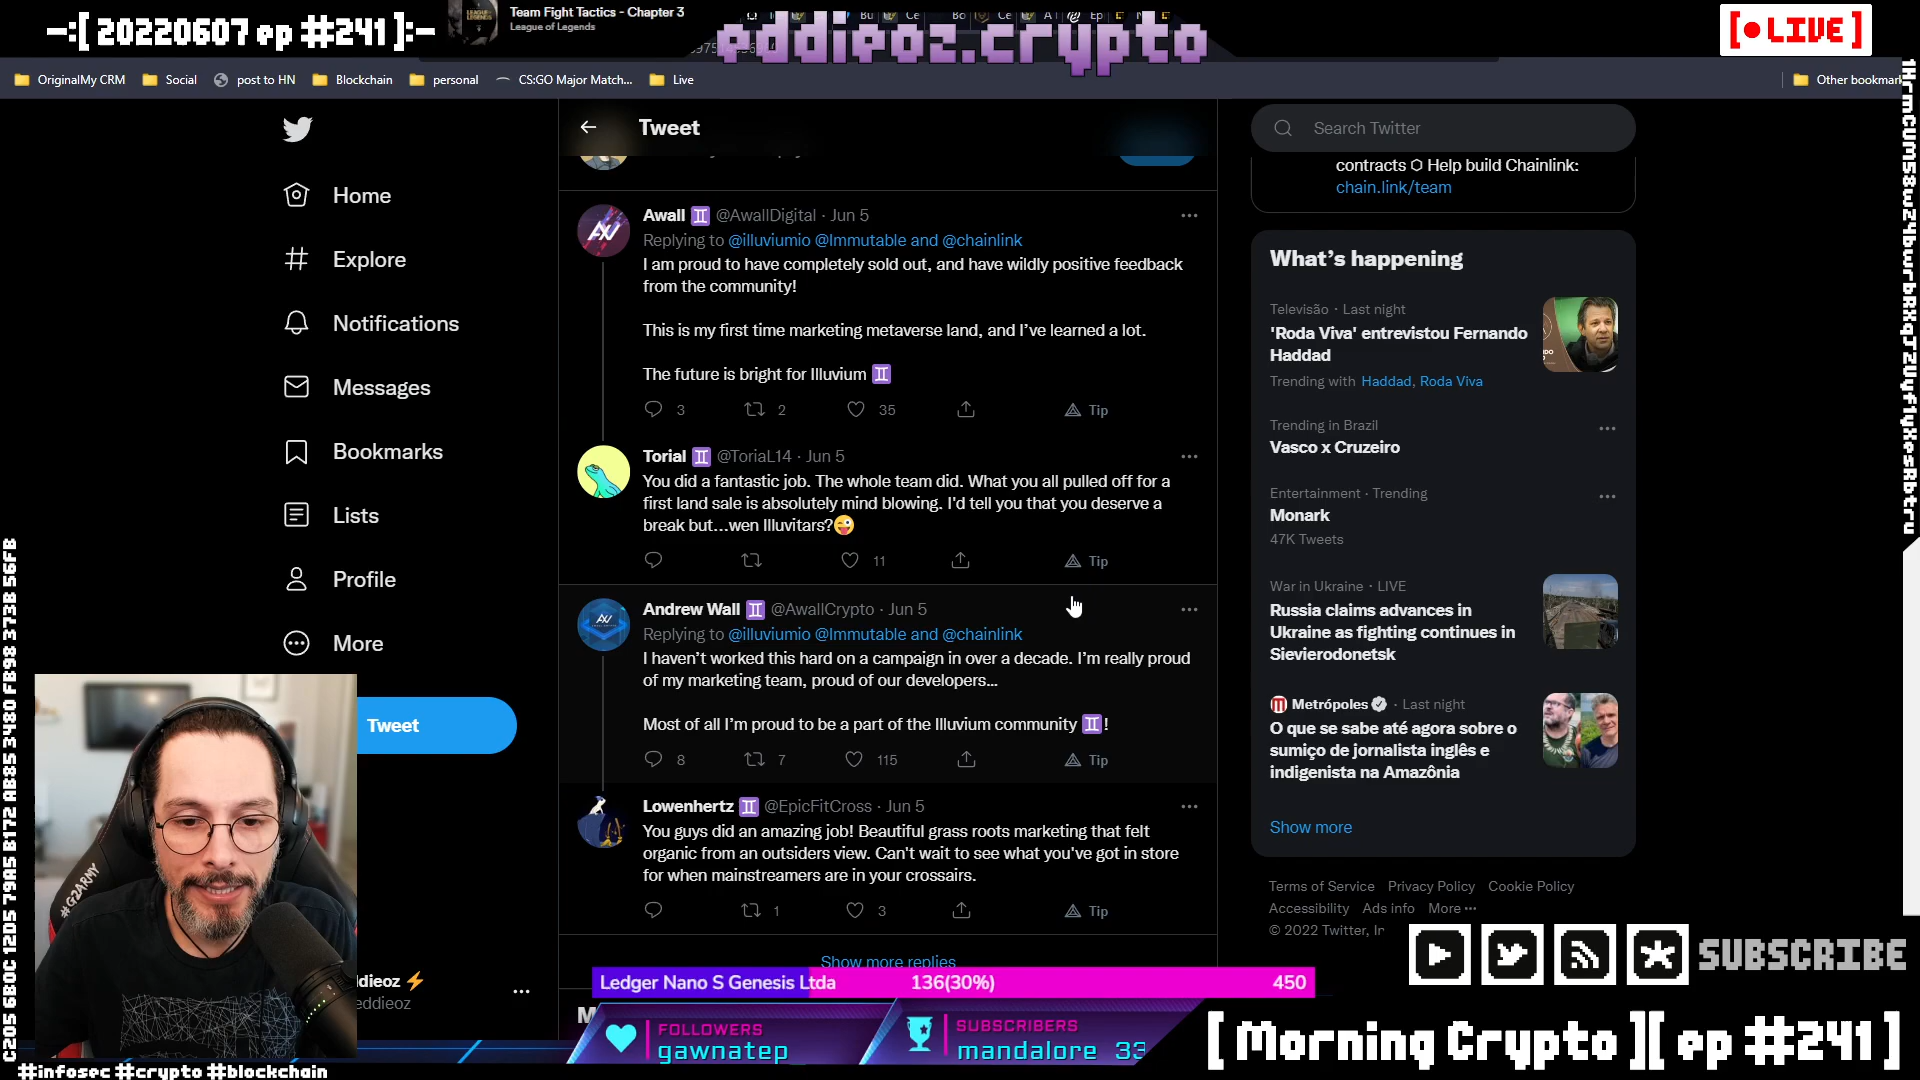 -:[ 20220607 ep #241 ]:-
Team Fight Tactics - Chapter 3
League of Legends
eddieoz.crypto
[ LIVE ]
OriginalMy CRM
Social
post to HN
Blockchain
personal
CS:GO Major Match...
Live
Other bookmark
Home
Explore
Notifications
Messages
Bookmarks
Lists
Profile
More
Tweet
ddieoz ⚡
eddieoz
Tweet
Awall ♊ @AwallDigital · Jun 5
Replying to @illuviumio @Immutable and @chainlink
I am proud to have completely sold out, and have wildly positive feedback
from the community!
This is my first time marketing metaverse land, and I've learned a lot.
The future is bright for Illuvium ♊
3 2 35 Tip
Torial ♊ @ToriaL14 · Jun 5
You did a fantastic job. The whole team did. What you all pulled off for a
first land sale is absolutely mind blowing. I'd tell you that you deserve a
break but...wen Illuvitars?😜
11 Tip
Andrew Wall ♊ @AwallCrypto · Jun 5
Replying to @illuviumio @Immutable and @chainlink
I haven't worked this hard on a campaign in over a decade. I'm really proud
of my marketing team, proud of our developers...
Most of all I'm proud to be a part of the Illuvium community ♊!
8 7 115 Tip
Lowenhertz ♊ @EpicFitCross · Jun 5
You guys did an amazing job! Beautiful grass roots marketing that felt
organic from an outsiders view. Can't wait to see what you've got in store
for when mainstreamers are in your crossairs.
1 3 Tip
Show more replies
Search Twitter
contracts ⬡ Help build Chainlink:
chain.link/team
What's happening
Televisão · Last night
'Roda Viva' entrevistou Fernando
Haddad
Trending with Haddad, Roda Viva
Trending in Brazil
Vasco x Cruzeiro
Entertainment · Trending
Monark
47K Tweets
War in Ukraine · LIVE
Russia claims advances in
Ukraine as fighting continues in
Sievierodonetsk
Metrópoles · Last night
O que se sabe até agora sobre o
sumiço de jornalista inglês e
indigenista na Amazônia
Show more
Terms of Service Privacy Policy Cookie Policy
Accessibility Ads info More ···
© 2022 Twitter, In
#G2ARMY
Ledger Nano S Genesis Ltda 136(30%) 450
FOLLOWERS
gawnatep
SUBSCRIBERS
mandalore 33
SUBSCRIBE
[ Morning Crypto ][ ep #241 ]
#infosec #crypto #blockchain
C205 6B0C 12D5 79A5 B172 AB85 3480 FB98 373B 56FB